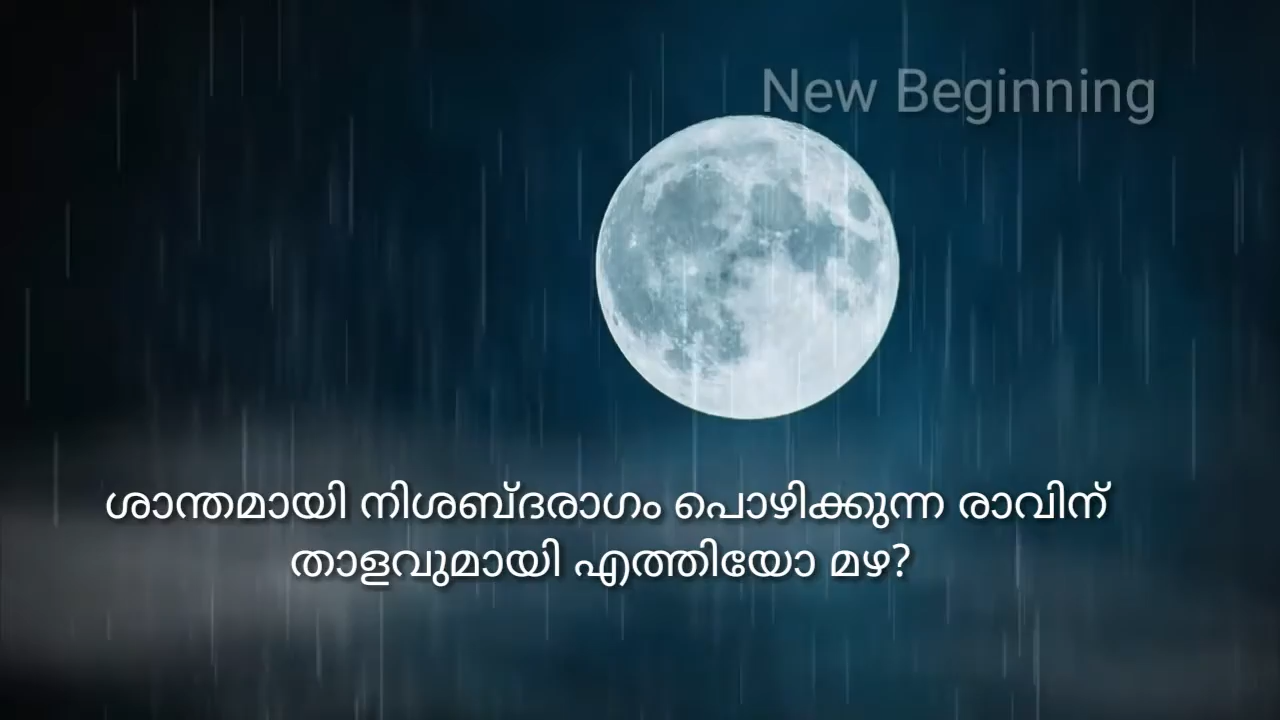 New Beginning
ശാന്തമായി നിശബ്ദരാഗം പൊഴിക്കുന്ന രാവിന്
താളവുമായി എത്തിയോ മഴ?